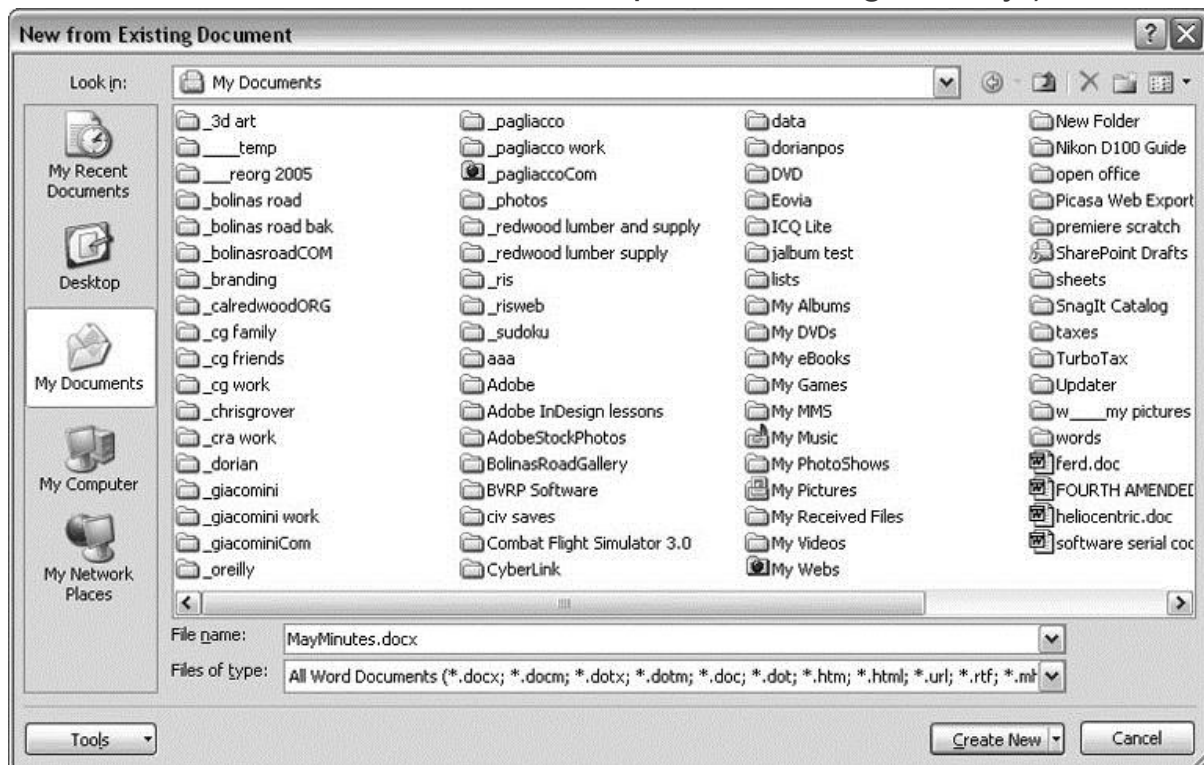 New from Existing Document
Look in:
My Documents
My Recent
Documents
Desktop
My Documents
My Computer
My Network
Places
_3d art
____temp
___reorg 2005
_bolinas road
_bolinas road bak
_bolinasroadCOM
_branding
_calredwoodORG
_cg family
_cg friends
_cg work
_chrisgrover
_cra work
_dorian
_giacomini
_giacomini work
_giacominiCom
_oreilly
_pagliacco
_pagliacco work
_pagliaccoCom
_photos
_redwood lumber and supply
_redwood lumber supply
_ris
_risweb
_sudoku
aaa
Adobe
Adobe InDesign lessons
AdobeStockPhotos
BolinasRoadGallery
BVRP Software
civ saves
Combat Flight Simulator 3.0
CyberLink
data
dorianpos
DVD
Eovia
ICQ Lite
jalbum test
lists
My Albums
My DVDs
My eBooks
My Games
My MMS
My Music
My PhotoShows
My Pictures
My Received Files
My Videos
My Webs
New Folder
Nikon D100 Guide
open office
Picasa Web Export
premiere scratch
SharePoint Drafts
sheets
SnagIt Catalog
taxes
TurboTax
Updater
w____my pictures
words
ferd.doc
FOURTH AMENDED
heliocentric.doc
software serial
File name:
MayMinutes.docx
Files of type:
All Word Documents (*.docx; *.docm; *.dotx; *.dotm; *.doc; *.dot; *.htm; *.html; *.url; *.rtf;
Tools
Create New
Cancel